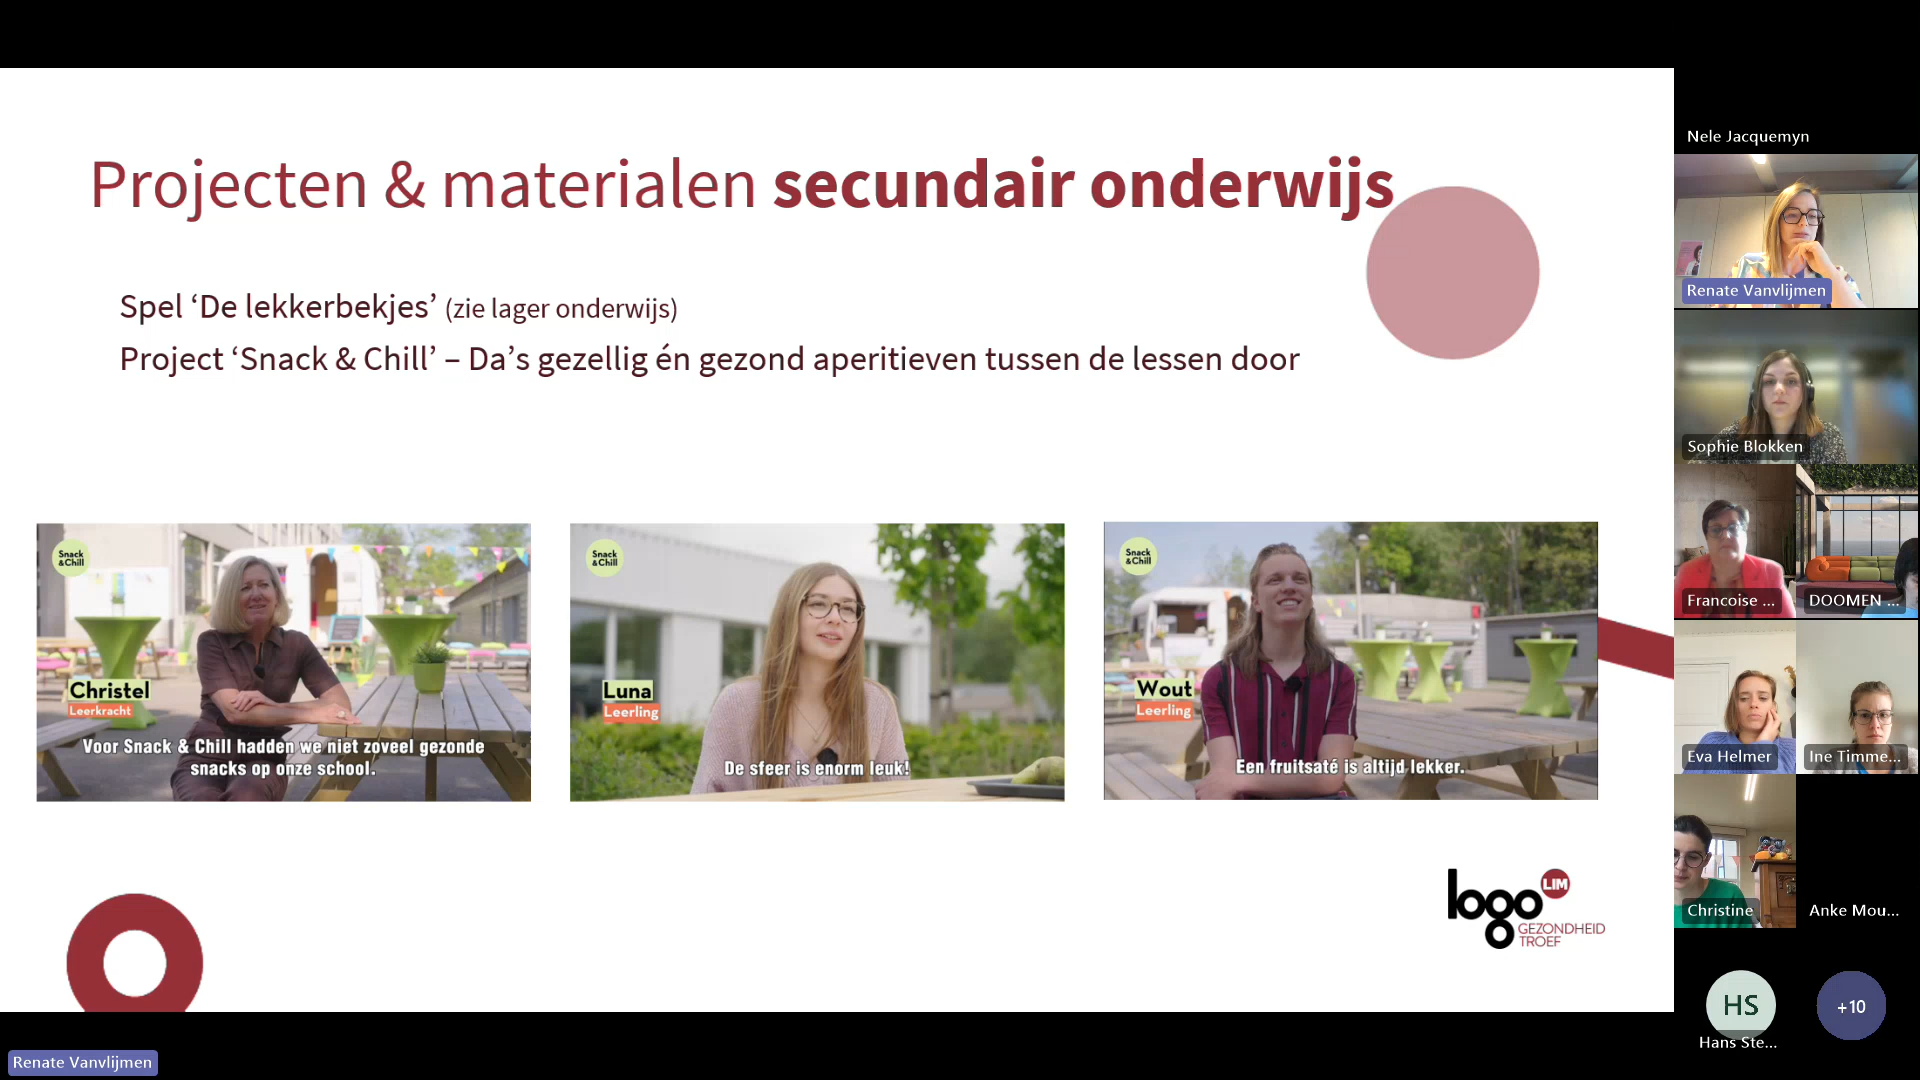 Projecten & materialen secundair onderwijs
Spel ‘De lekkerbekjes’ (zie lager onderwijs)
Project ‘Snack & Chill’ – Da’s gezellig én gezond aperitieven tussen de lessen door
Snack
&Chill
Christel
Leerkracht
Voor Snack & Chill hadden we niet zoveel gezonde
snacks op onze school.
Snack
&Chill
Luna
Leerling
De sfeer is enorm leuk!
Snack
&Chill
Wout
Leerling
Een fruitsaté is altijd lekker.
logo
LIM
GEZONDHEID
TROEF
Renate Vanvlijmen
Nele Jacquemyn
Renate Vanvlijmen
Sophie Blokken
Francoise ...
DOOMEN ...
Eva Helmer
Ine Timme...
Christine
Anke Mou...
HS
Hans Ste...
+10